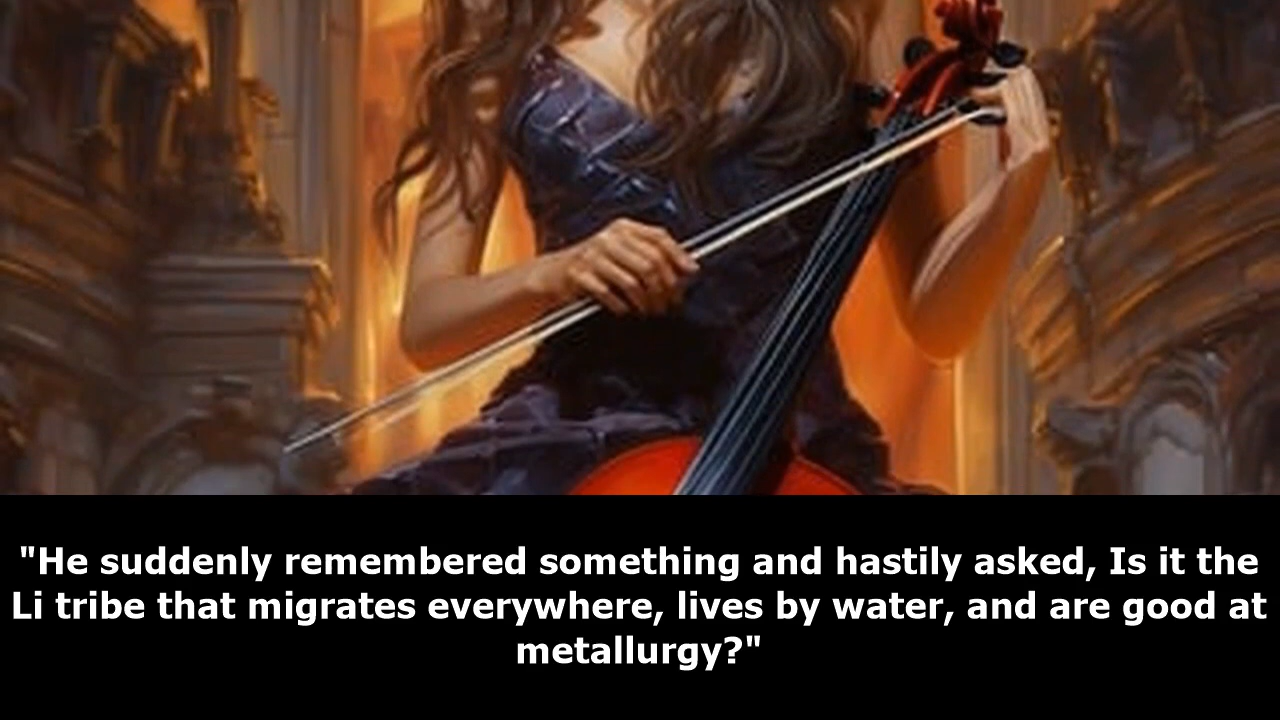 "He suddenly remembered something and hastily asked, Is it the
Li tribe that migrates everywhere, lives by water, and are good at
metallurgy?"